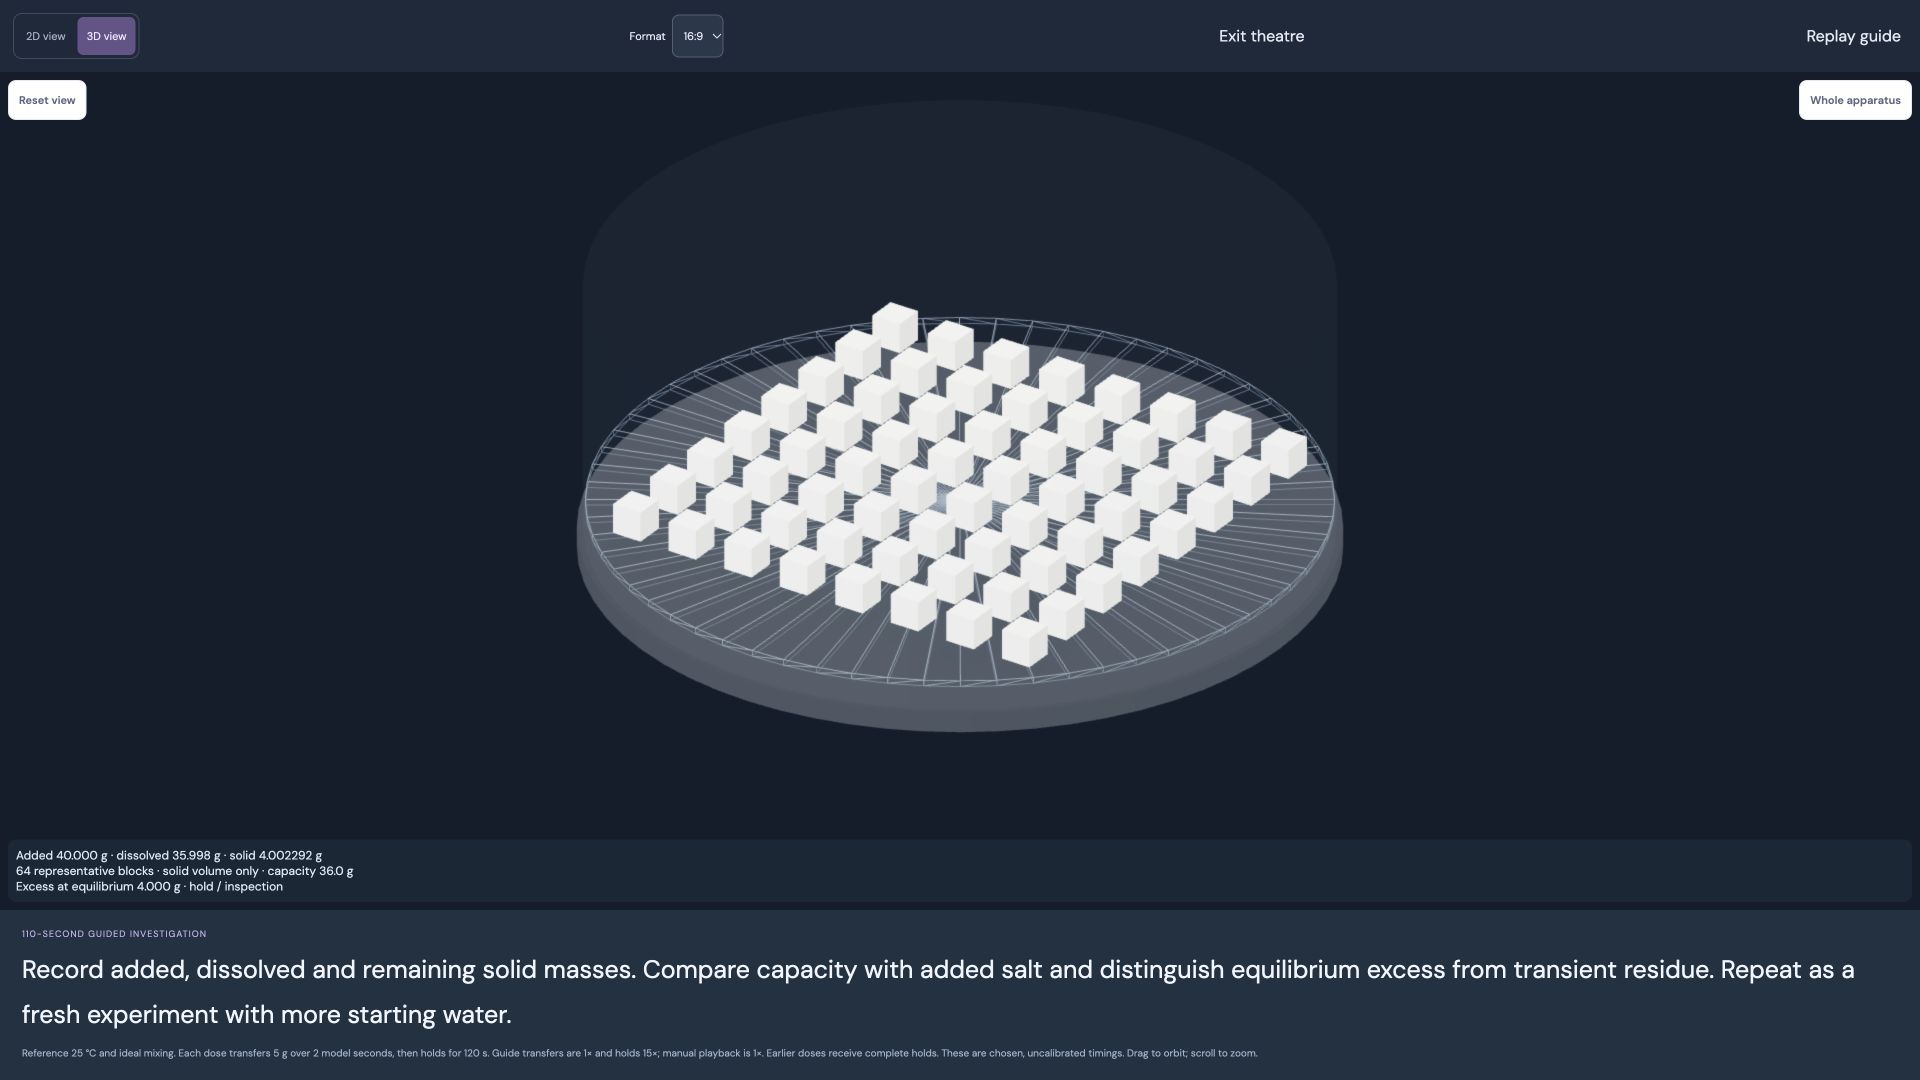 2D view
3D view
Format
16:9
Exit theatre
Replay guide
Reset view
Whole apparatus
Added 40.000 g · dissolved 35.998 g · solid 4.002292 g
64 representative blocks · solid volume only · capacity 36.0 g
Excess at equilibrium 4.000 g · hold / inspection
110-SECOND GUIDED INVESTIGATION
Record added, dissolved and remaining solid masses. Compare capacity with added salt and distinguish equilibrium excess from transient residue. Repeat as a
fresh experiment with more starting water.
Reference 25 °C and ideal mixing. Each dose transfers 5 g over 2 model seconds, then holds for 120 s. Guide transfers are 1× and holds 15×; manual playback is 1×. Earlier doses receive complete holds. These are chosen, uncalibrated timings. Drag to orbit; scroll to zoom.